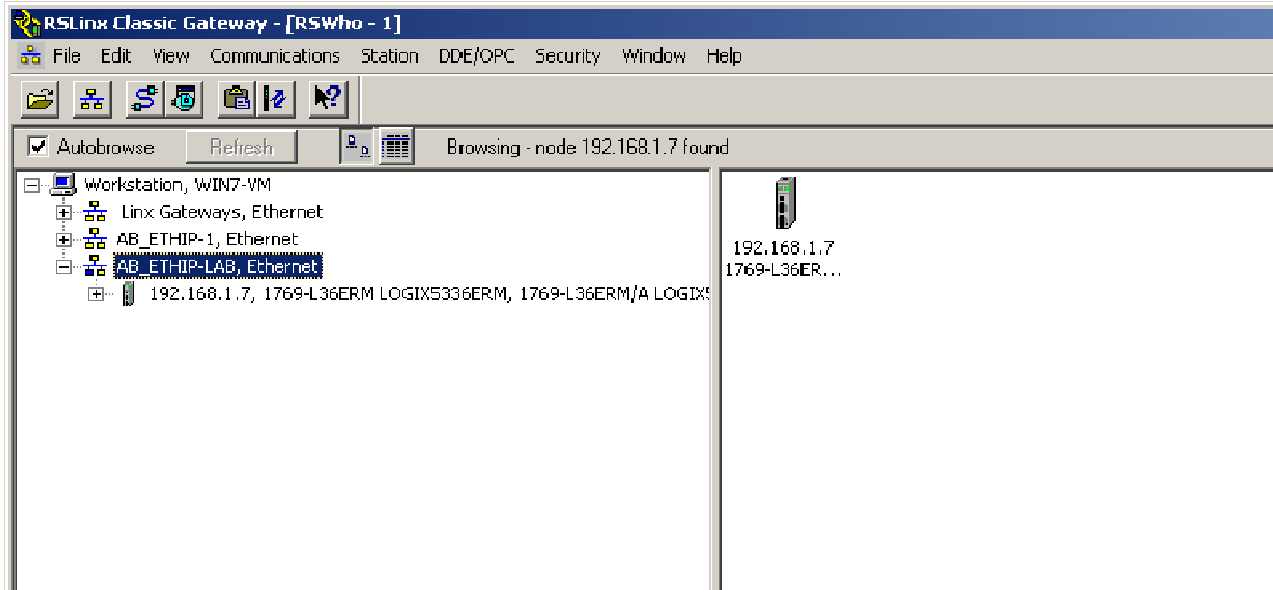 RSLinx Classic Gateway - [RSWho - 1]
File Edit View Communications Station DDE/OPC Security Window Help
Autobrowse Refresh Browsing - node 192.168.1.7 found
Workstation, WIN7-VM
Linx Gateways, Ethernet
AB_ETHIP-1, Ethernet
AB_ETHIP-LAB, Ethernet
192.168.1.7, 1769-L36ERM LOGIX5336ERM, 1769-L36ERM/A LOGIX5
192.168.1.7
1769-L36ER...